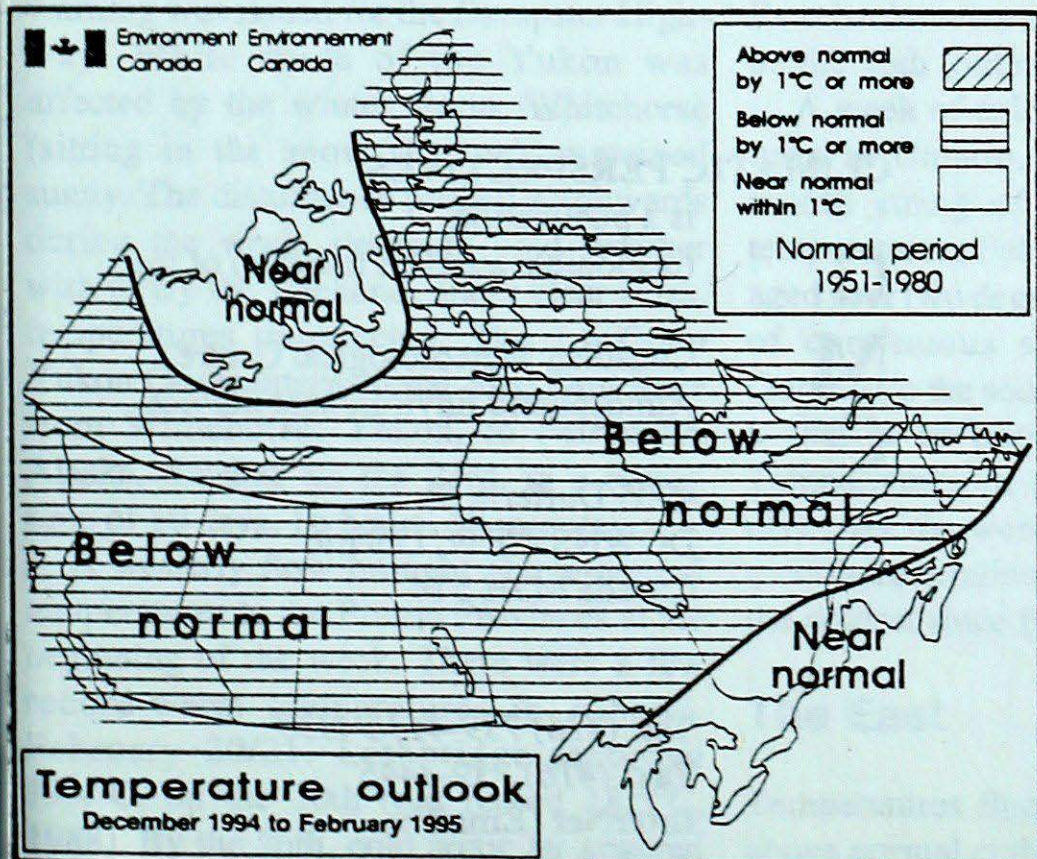 Environment Environnement
Canada Canada
Above normal
by 1°C or more
Below normal
by 1°C or more
Near normal
within 1°C
Normal period
1951-1980
Near
normal
Below
normal
Below
normal
Near
normal
Temperature outlook
December 1994 to February 1995